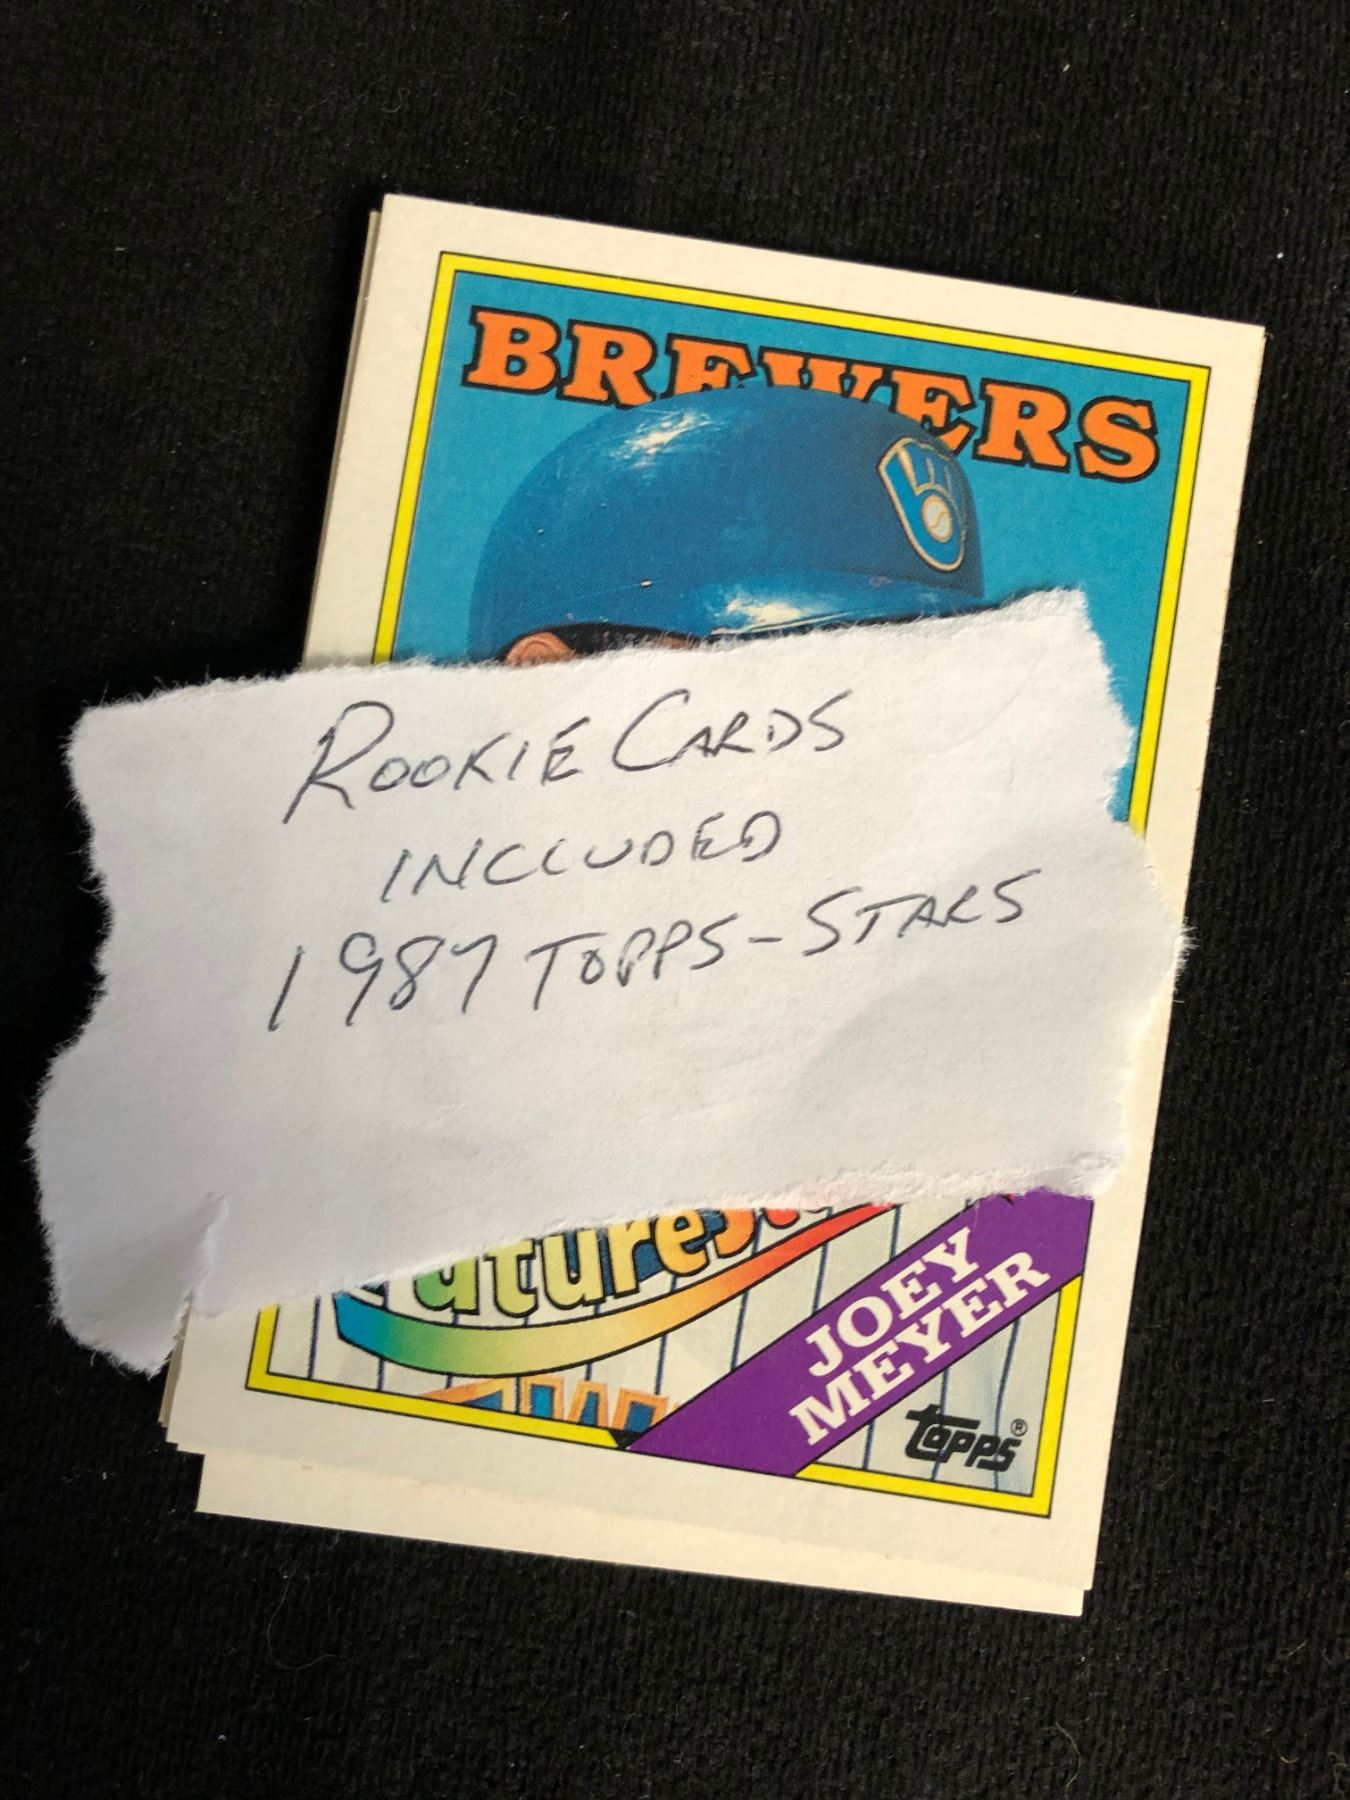 BREWERS
ROOKIE CARDS
INCLUDED
1987 TOPPS-STARS
JOEY
MEYER
topps®